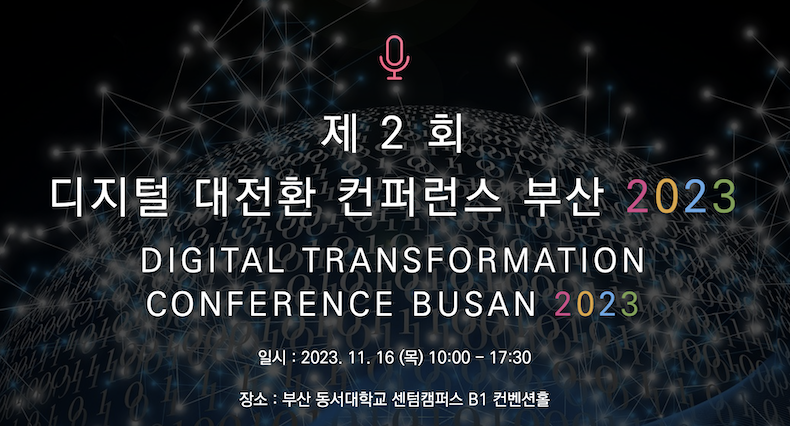 제 2 회
디지털 대전환 컨퍼런스 부산 2023
DIGITAL TRANSFORMATION
CONFERENCE BUSAN 2023
일시 : 2023. 11. 16 (목) 10:00 – 17:30
장소 : 부산 동서대학교 센텀캠퍼스 B1 컨벤션홀